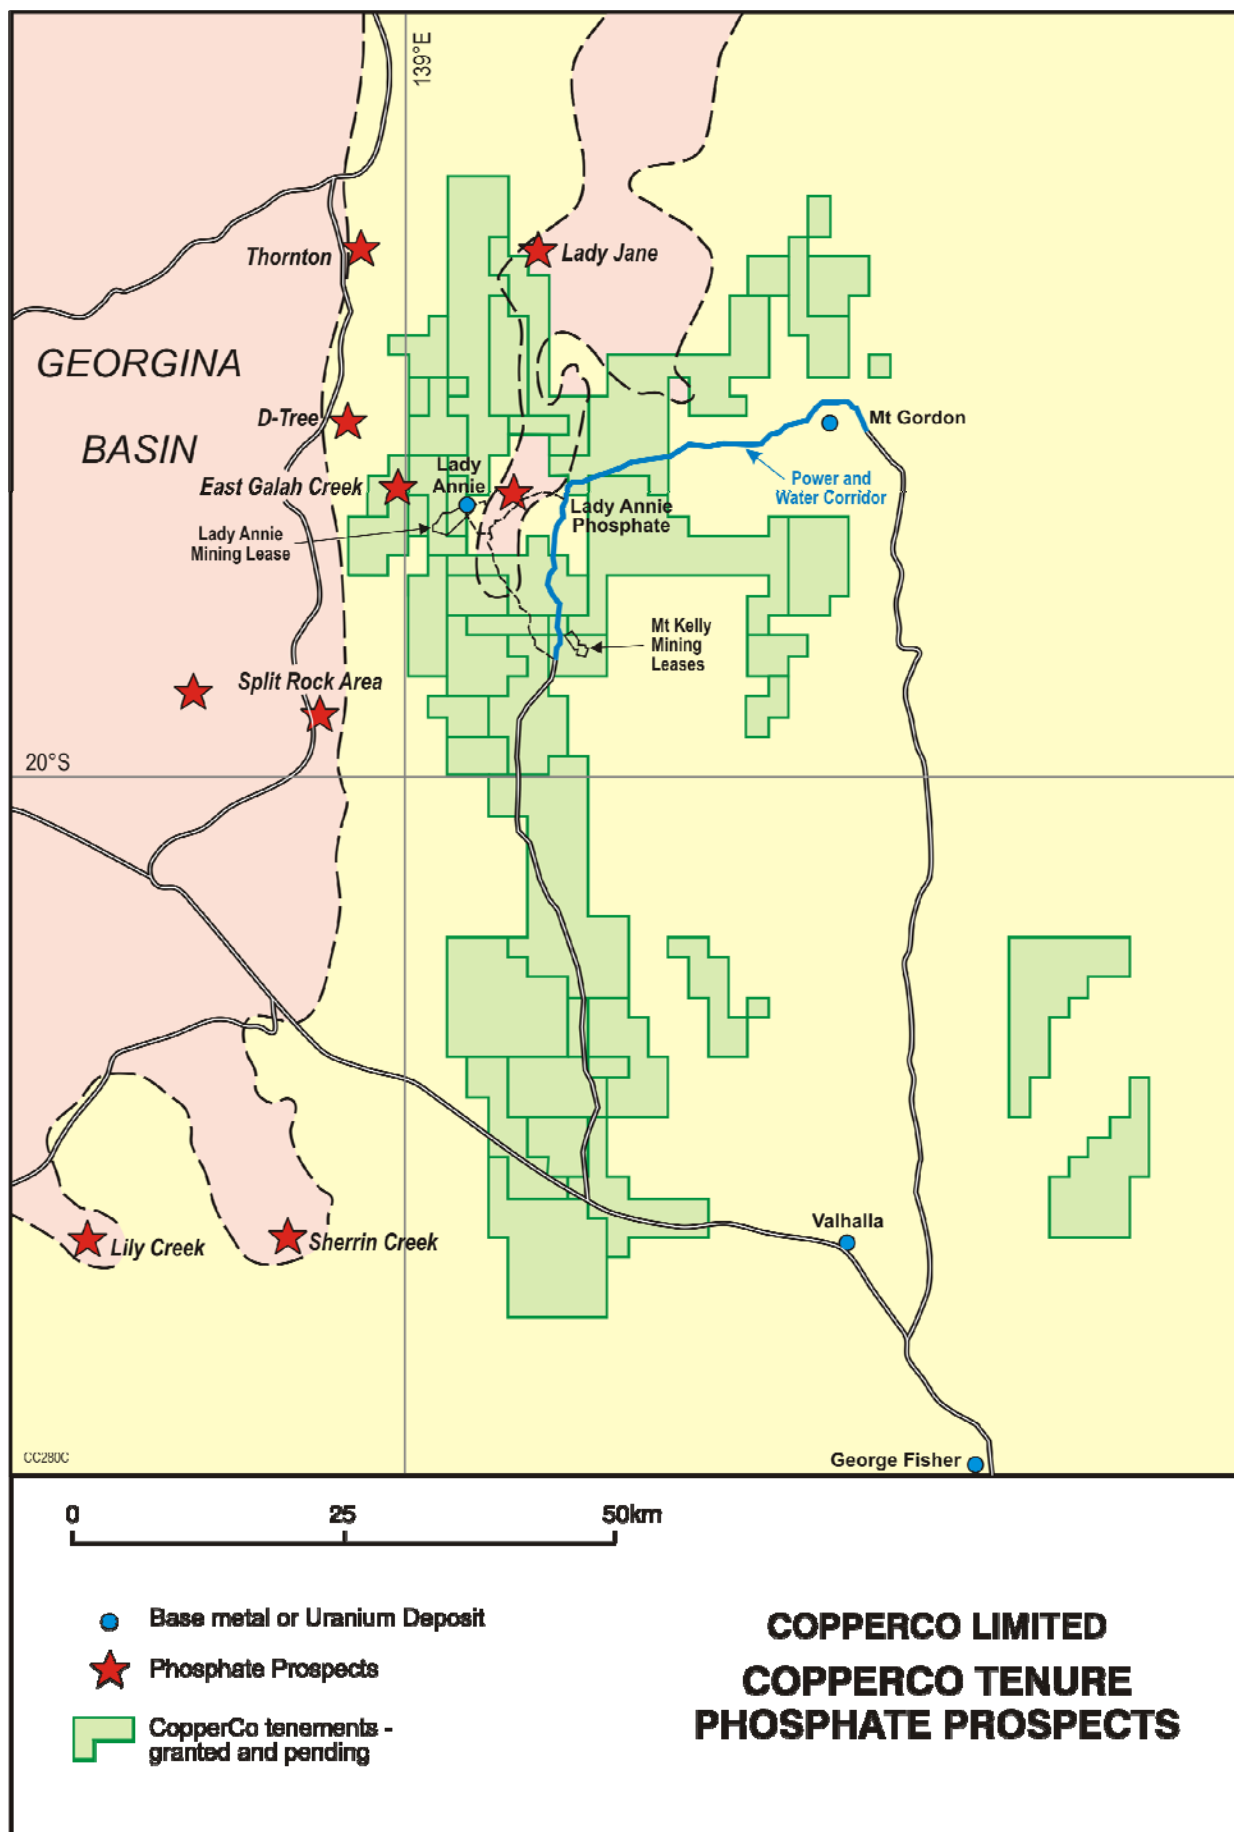 139°E
Thornton
Lady Jane
GEORGINA
BASIN
D-Tree
Mt Gordon
East Galah Creek
Lady
Annie
Power and
Water Corridor
Lady Annie
Phosphate
Lady Annie
Mining Lease
Mt Kelly
Mining
Leases
Split Rock Area
20°S
Valhalla
Lily Creek
Sherrin Creek
George Fisher
CC280C
0 25 50km
Base metal or Uranium Deposit
Phosphate Prospects
CopperCo tenements -
granted and pending
COPPERCO LIMITED
COPPERCO TENURE
PHOSPHATE PROSPECTS